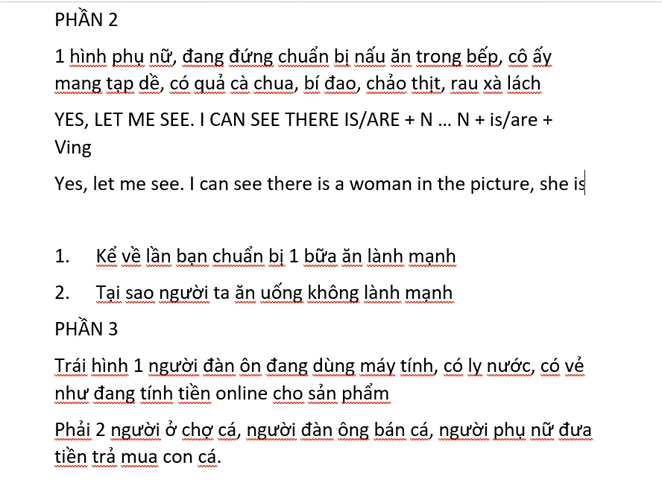 PHẦN 2
1 hình phụ nữ, đang đứng chuẩn bị nấu ăn trong bếp, cô ấy
mang tạp dề, có quả cà chua, bí đao, chảo thịt, rau xà lách
YES, LET ME SEE. I CAN SEE THERE IS/ARE + N ... N + is/are +
Ving
Yes, let me see. I can see there is a woman in the picture, she is
1. Kể về lần bạn chuẩn bị 1 bữa ăn lành mạnh
2. Tại sao người ta ăn uống không lành mạnh
PHẦN 3
Trái hình 1 người đàn ôn đang dùng máy tính, có ly nước, có vẻ
như đang tính tiền online cho sản phẩm
Phải 2 người ở chợ cá, người đàn ông bán cá, người phụ nữ đưa
tiền trả mua con cá.